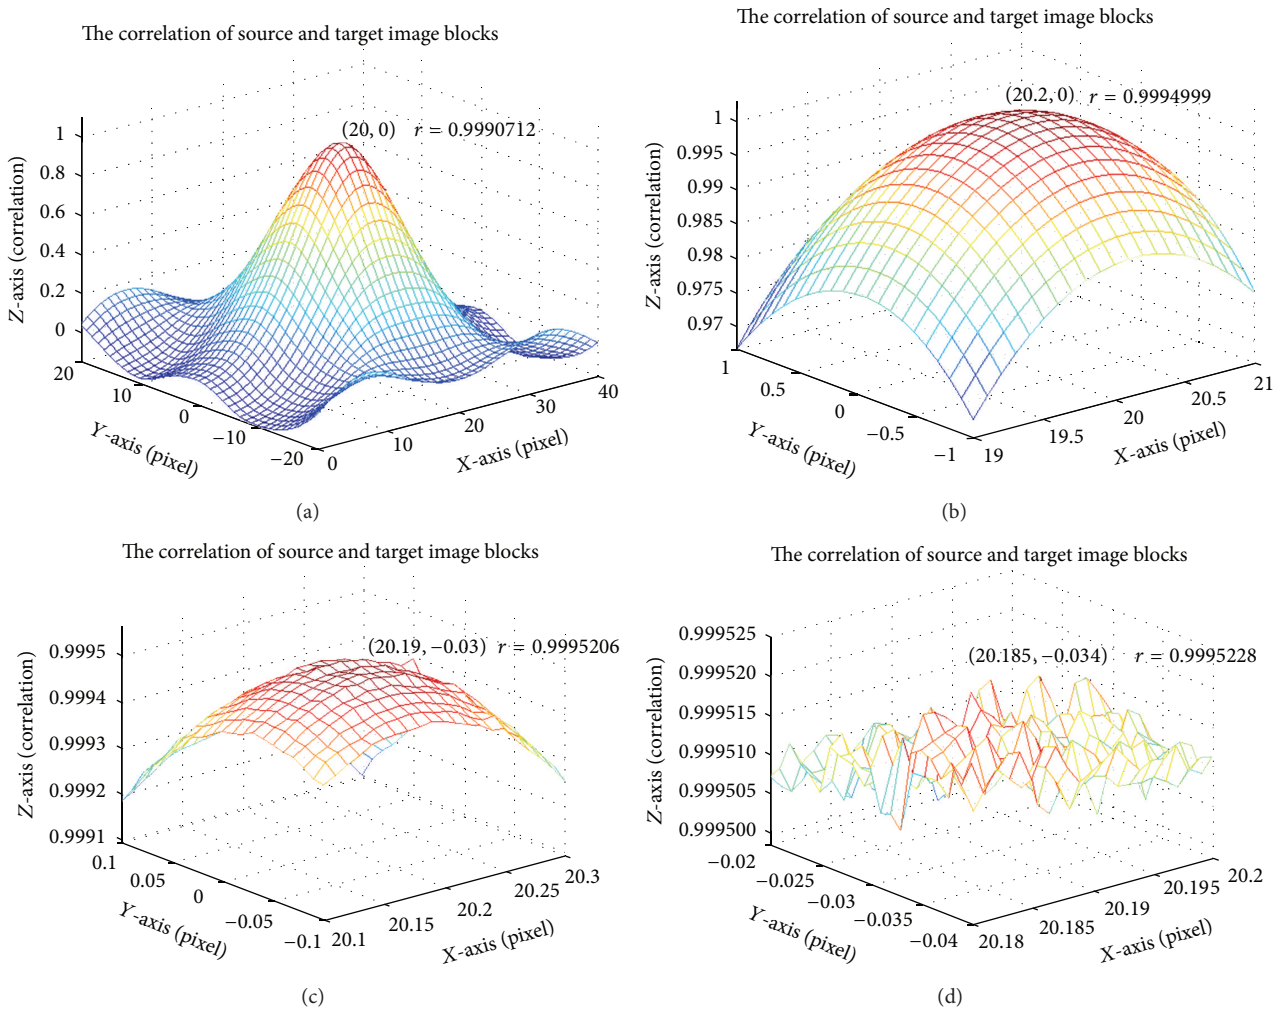 The correlation of source and target image blocks
(20, 0) r = 0.9990712
Z-axis (correlation)
1
0.8
0.6
0.4
0.2
0
20
10
0
−10
−20
Y-axis (pixel)
0
10
20
30
40
X-axis (pixel)
(a)
The correlation of source and target image blocks
(20.2, 0) r = 0.9994999
Z-axis (correlation)
1
0.995
0.99
0.985
0.98
0.975
0.97
1
0.5
0
−0.5
−1
Y-axis (pixel)
19
19.5
20
20.5
21
X-axis (pixel)
(b)
The correlation of source and target image blocks
(20.19, −0.03) r = 0.9995206
Z-axis (correlation)
0.9995
0.9994
0.9993
0.9992
0.9991
0.1
0.05
0
−0.05
−0.1
Y-axis (pixel)
20.1
20.15
20.2
20.25
20.3
X-axis (pixel)
(c)
The correlation of source and target image blocks
(20.185, −0.034) r = 0.9995228
Z-axis (correlation)
0.999525
0.999520
0.999515
0.999510
0.999505
0.999500
−0.02
−0.025
−0.03
−0.035
−0.04
Y-axis (pixel)
20.18
20.185
20.19
20.195
20.2
X-axis (pixel)
(d)